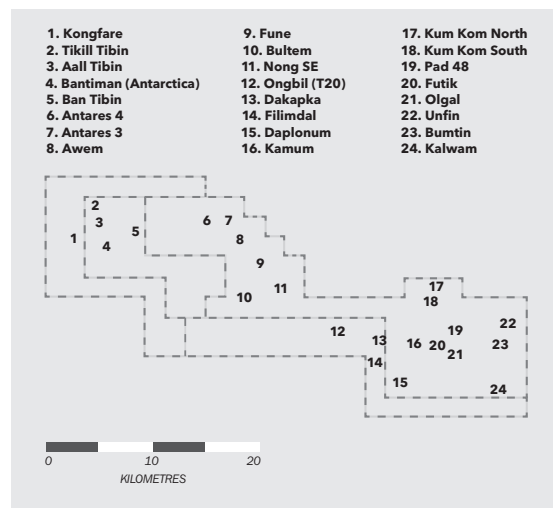 1. Kongfare
2. Tikill Tibin
3. Aall Tibin
4. Bantiman (Antarctica)
5. Ban Tibin
6. Antares 4
7. Antares 3
8. Awem
9. Fune
10. Bultem
11. Nong SE
12. Ongbil (T20)
13. Dakapka
14. Filimdal
15. Daplonum
16. Kamum
17. Kum Kom North
18. Kum Kom South
19. Pad 48
20. Futik
21. Olgal
22. Unfin
23. Bumtin
24. Kalwam
2
3
1
4
5
6
7
8
9
10
11
12
13
14
15
16
17
18
19
20
21
22
23
24
0
10
20
KILOMETRES